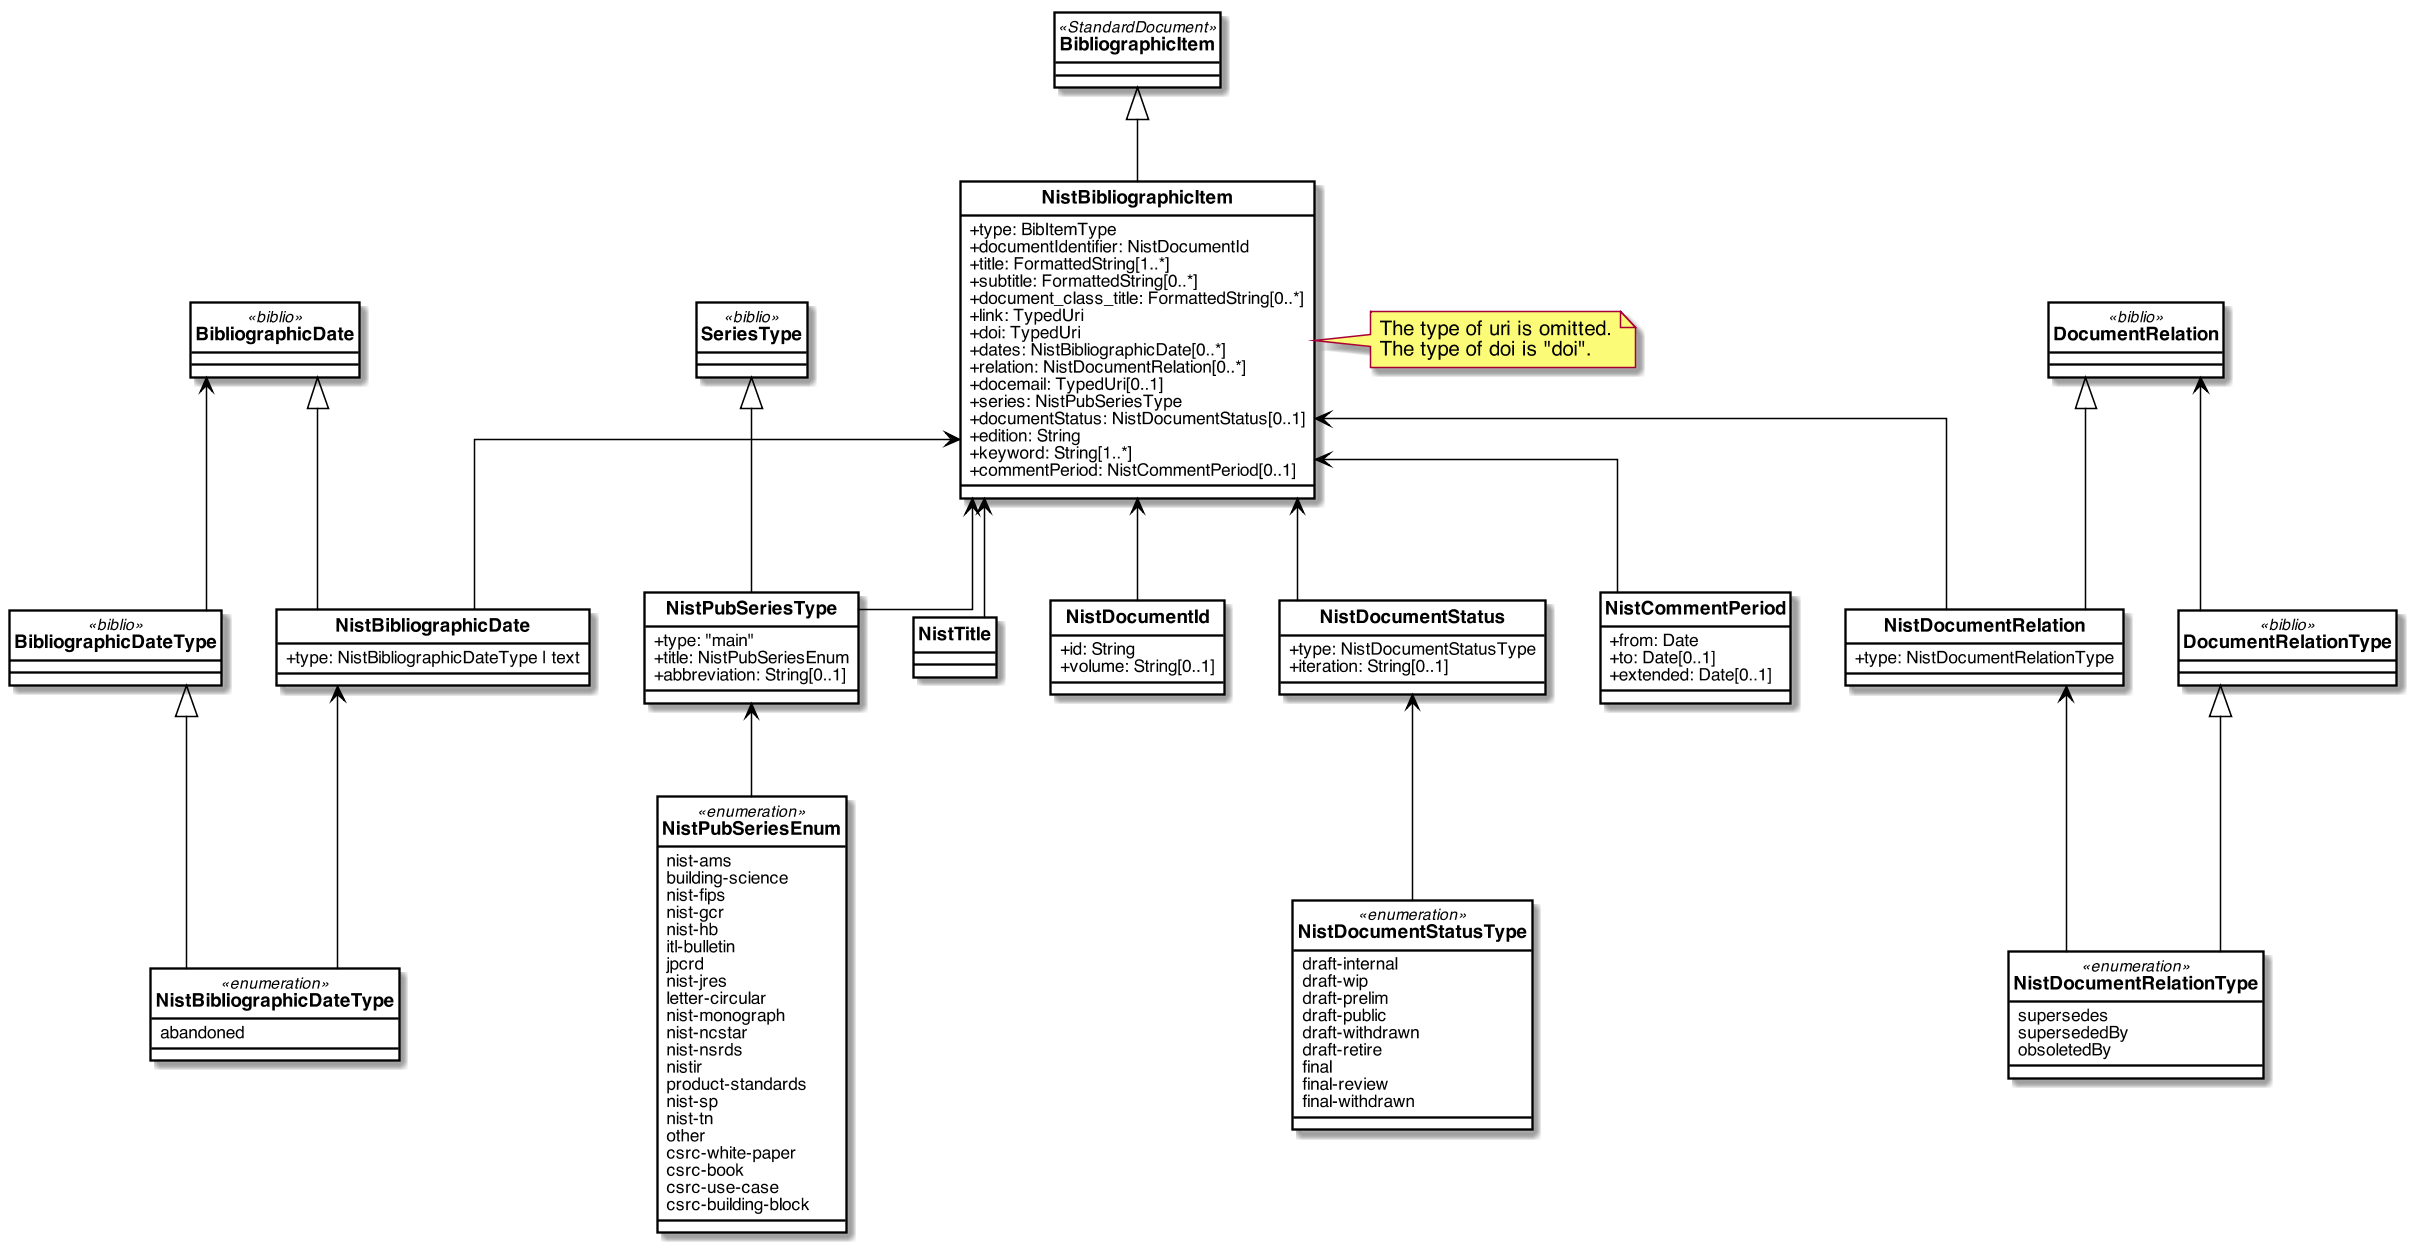 «StandardDocument»
BibliographicItem
NistBibliographicItem
+type: BibItemType
+documentIdentifier: NistDocumentId
+title: FormattedString[1..*]
+subtitle: FormattedString[0..*]
+document_class_title: FormattedString[0..*]
+link: TypedUri
+doi: TypedUri
+dates: NistBibliographicDate[0..*]
+relation: NistDocumentRelation[0..*]
+docemail: TypedUri[0..1]
+series: NistPubSeriesType
+documentStatus: NistDocumentStatus[0..1]
+edition: String
+keyword: String[1..*]
+commentPeriod: NistCommentPeriod[0..1]
The type of uri is omitted.
The type of doi is "doi".
«biblio»
BibliographicDate
«biblio»
SeriesType
«biblio»
DocumentRelation
«biblio»
BibliographicDateType
NistBibliographicDate
+type: NistBibliographicDateType | text
NistPubSeriesType
+type: "main"
+title: NistPubSeriesEnum
+abbreviation: String[0..1]
NistTitle
NistDocumentId
+id: String
+volume: String[0..1]
NistDocumentStatus
+type: NistDocumentStatusType
+iteration: String[0..1]
NistCommentPeriod
+from: Date
+to: Date[0..1]
+extended: Date[0..1]
NistDocumentRelation
+type: NistDocumentRelationType
«biblio»
DocumentRelationType
«enumeration»
NistBibliographicDateType
abandoned
«enumeration»
NistPubSeriesEnum
nist-ams
building-science
nist-fips
nist-gcr
nist-hb
itl-bulletin
jpcrd
nist-jres
letter-circular
nist-monograph
nist-ncstar
nist-nsrds
nistir
product-standards
nist-sp
nist-tn
other
csrc-white-paper
csrc-book
csrc-use-case
csrc-building-block
«enumeration»
NistDocumentStatusType
draft-internal
draft-wip
draft-prelim
draft-public
draft-withdrawn
draft-retire
final
final-review
final-withdrawn
«enumeration»
NistDocumentRelationType
supersedes
supersededBy
obsoletedBy